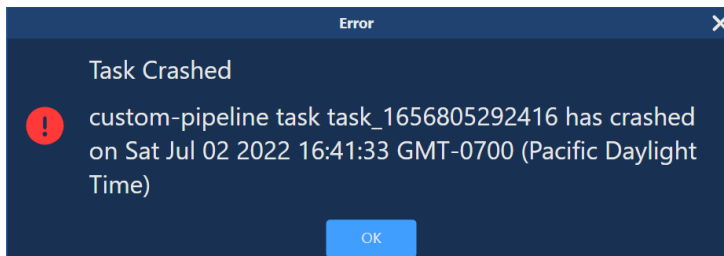 Error
Task Crashed
custom-pipeline task task_1656805292416 has crashed
on Sat Jul 02 2022 16:41:33 GMT-0700 (Pacific Daylight
Time)
OK